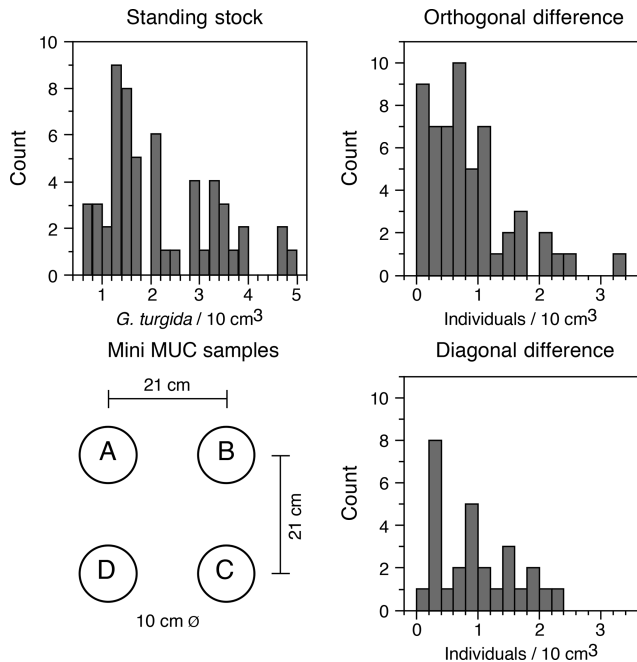 Standing stock
10
8
6
4
2
0
Count
1 2 3 4 5
G. turgida / 10 cm3
Orthogonal difference
10
8
6
4
2
0
Count
0 1 2 3
Individuals / 10 cm3
Mini MUC samples
21 cm
A B
21 cm
D C
10 cm Ø
Diagonal difference
10
8
6
4
2
0
Count
0 1 2 3
Individuals / 10 cm3